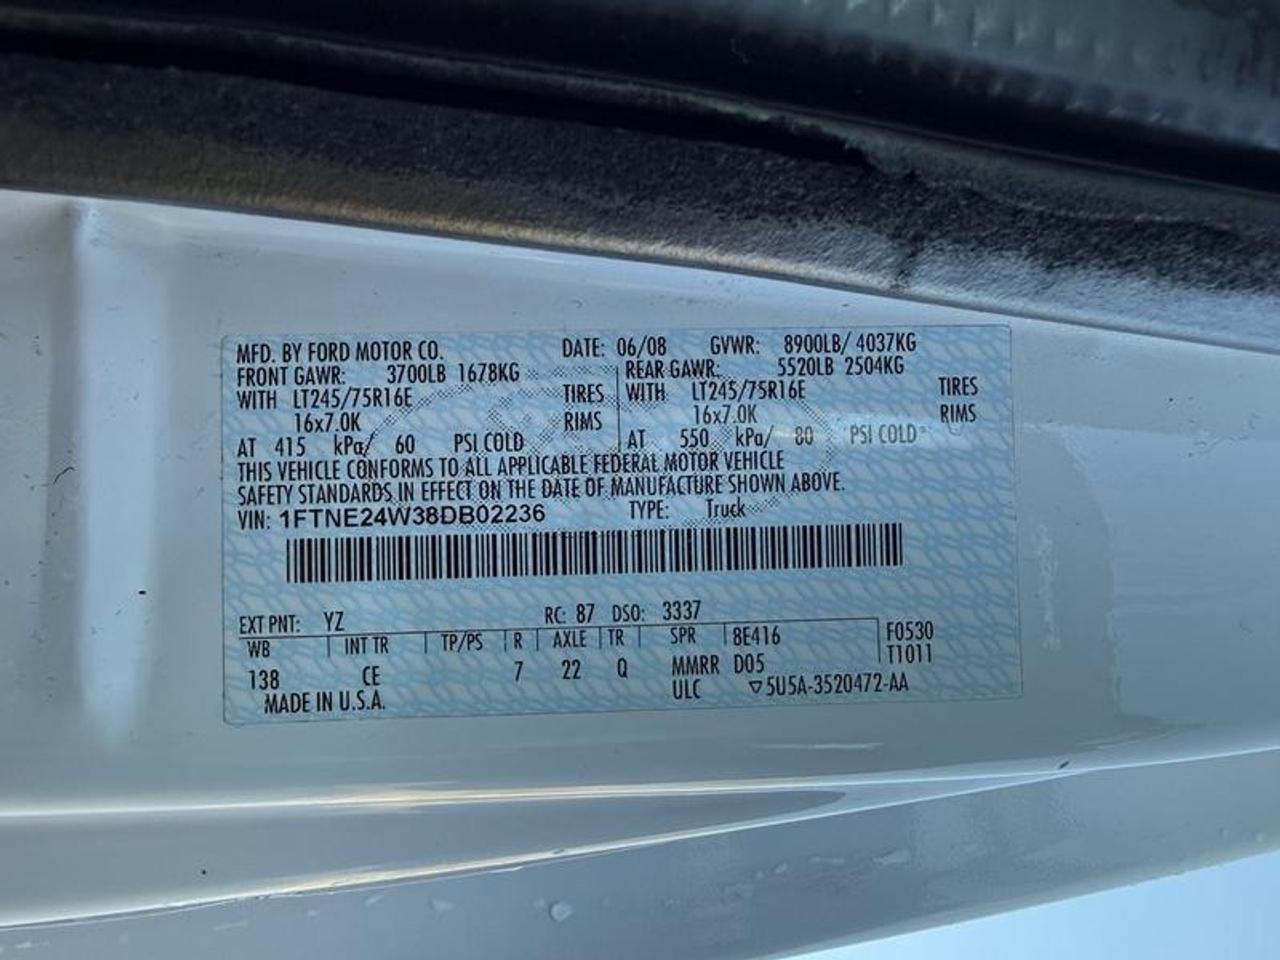 MFD. BY FORD MOTOR CO. DATE: 06/08 GVWR: 8900LB/ 4037KG
FRONT GAWR: 3700LB 1678KG REAR GAWR: 5520LB 2504KG
WITH LT245/75R16E TIRES WITH LT245/75R16E TIRES
16x7.0K RIMS 16x7.0K RIMS
AT 415 kPa/ 60 PSI COLD AT 550 kPa/ 80 PSI COLD
THIS VEHICLE CONFORMS TO ALL APPLICABLE FEDERAL MOTOR VEHICLE
SAFETY STANDARDS IN EFFECT ON THE DATE OF MANUFACTURE SHOWN ABOVE.
VIN: 1FTNE24W38DB02236 TYPE: Truck
EXT PNT: YZ RC: 87 DSO: 3337
WB INT TR TP/PS R AXLE TR SPR 8E416 F0530
138 CE 7 22 Q MMRR D05 T1011
MADE IN U.S.A. ULC ▽5U5A-3520472-AA